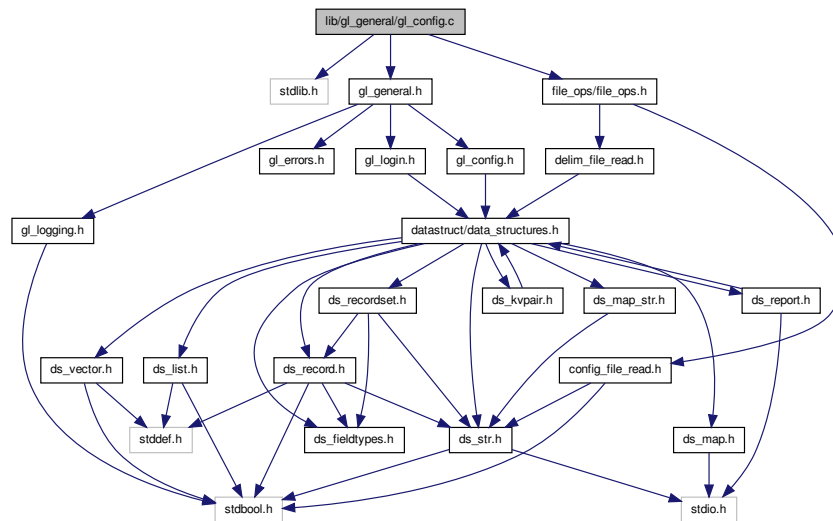 lib/gl_general/gl_config.c
stdlib.h
gl_general.h
file_ops/file_ops.h
gl_errors.h
gl_login.h
gl_config.h
delim_file_read.h
gl_logging.h
datastruct/data_structures.h
ds_recordset.h
ds_kvpair.h
ds_map_str.h
ds_report.h
ds_vector.h
ds_list.h
ds_record.h
config_file_read.h
stddef.h
ds_fieldtypes.h
ds_str.h
ds_map.h
stdbool.h
stdio.h